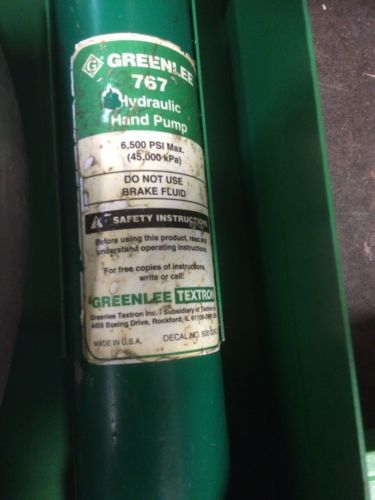 G GREENLEE
767
Hydraulic
Hand Pump
6,500 PSI Max.
(45,000 kPa)
DO NOT USE
BRAKE FLUID
SAFETY INSTRUCTIONS
Before using this product, read and
understand operating instructions.
For free copies of instructions,
write or call:
GREENLEE TEXTRON
Greenlee Textron Inc. / Subsidiary of Textron
4455 Boeing Drive, Rockford, IL 61109-2988
MADE IN U.S.A.
DECAL NO. 500